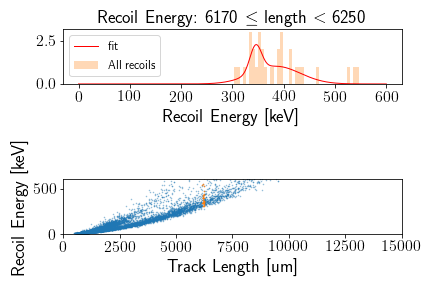 Recoil Energy: 6170 ≤ length < 6250
2.5
0.0
fit
All recoils
0 100 200 300 400 500 600
Recoil Energy [keV]
Recoil Energy [keV]
500
0
0 2500 5000 7500 10000 12500 15000
Track Length [um]